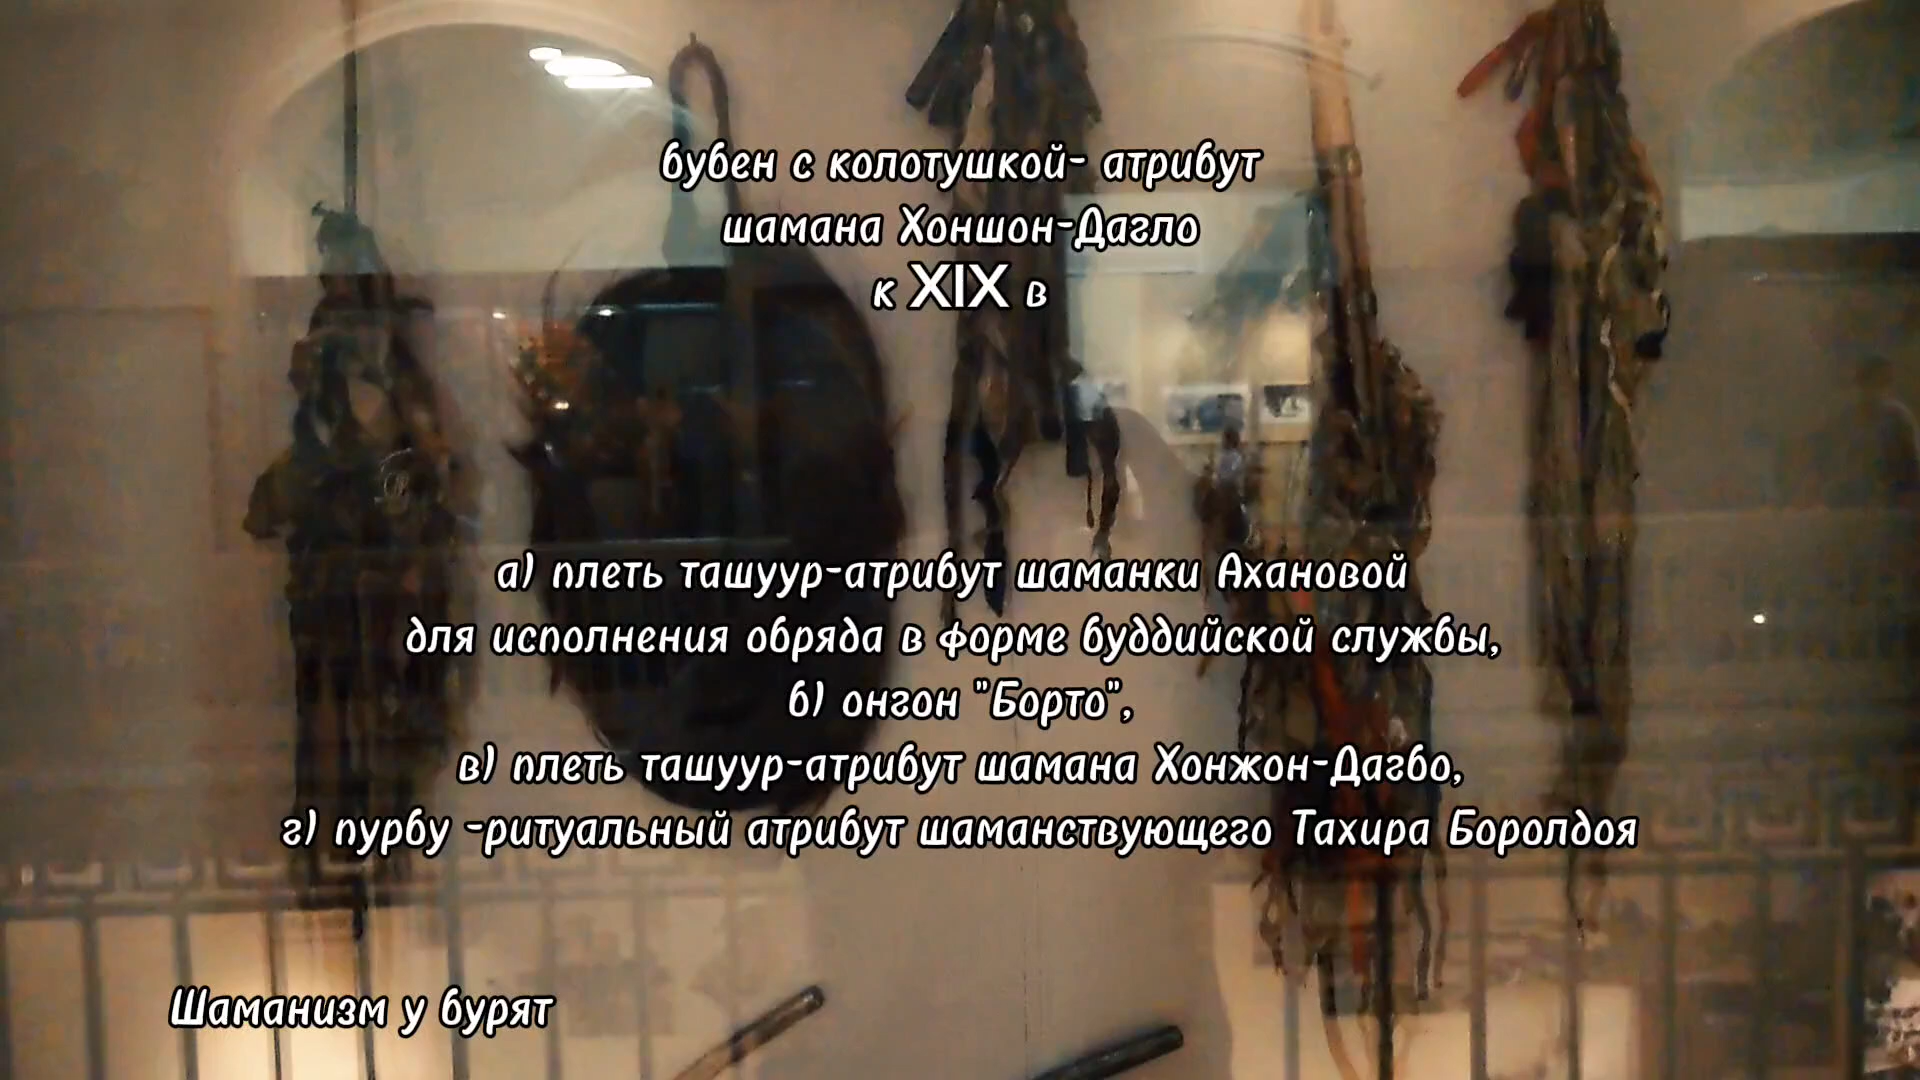 бубен с колотушкой- атрибут
шамана Хоншон-Дагло
к XIX в
а) плеть ташуур-атрибут шаманки Ахановой
для исполнения обряда в форме буддийской службы,
б) онгон "Борто",
в) плеть ташуур-атрибут шамана Хонжон-Дагбо,
г) пурбу -ритуальный атрибут шаманствующего Тахира Боролдоя
Шаманизм у бурят